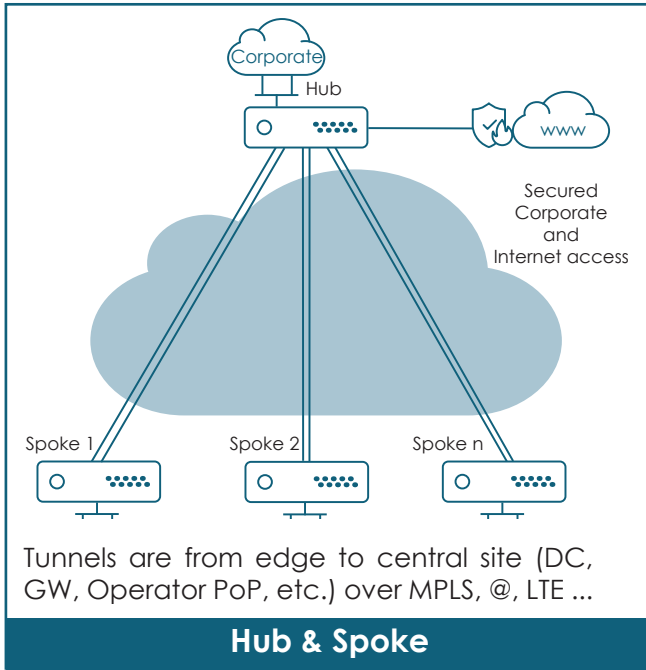 Corporate
Hub
www
Secured
Corporate
and
Internet access
Spoke 1
Spoke 2
Spoke n
Tunnels are from edge to central site (DC,
GW, Operator PoP, etc.) over MPLS, @, LTE ...
Hub & Spoke